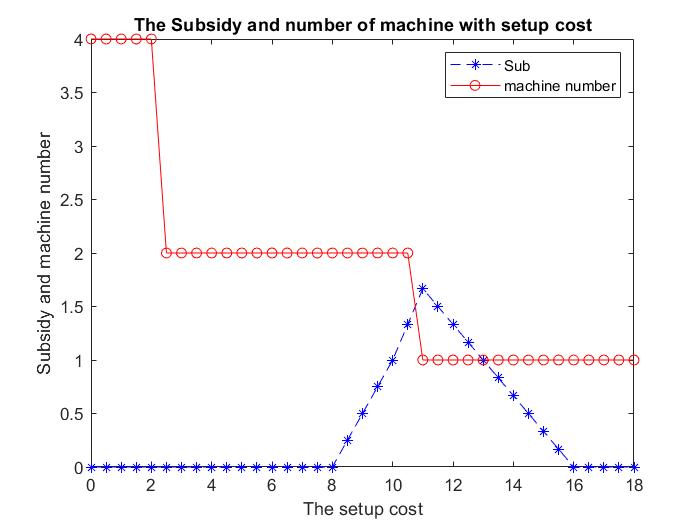 The Subsidy and number of machine with setup cost
Sub
machine number
Subsidy and machine number
4
3.5
3
2.5
2
1.5
1
0.5
0
0 2 4 6 8 10 12 14 16 18
The setup cost